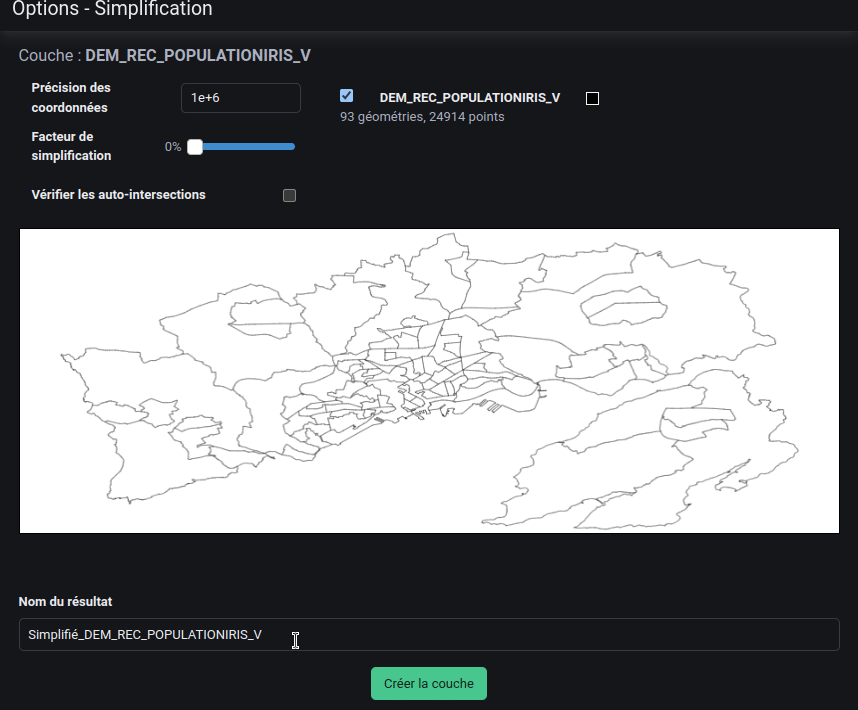 Options - Simplification
Couche : DEM_REC_POPULATIONIRIS_V
Précision des
coordonnées
1e+6
DEM_REC_POPULATIONIRIS_V
93 géométries, 24914 points
Facteur de
simplification
0%
Vérifier les auto-intersections
Nom du résultat
Simplifié_DEM_REC_POPULATIONIRIS_V
Créer la couche